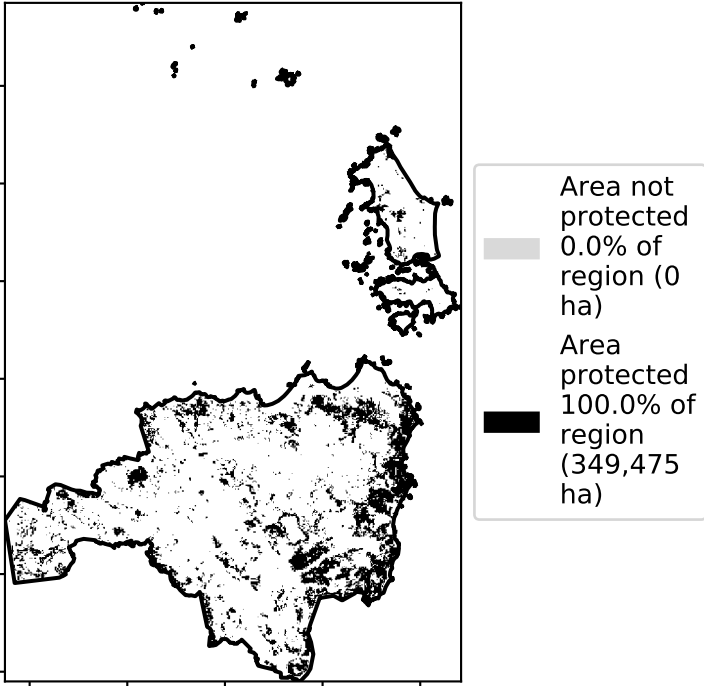 Area not
protected
0.0% of
region (0
ha)
Area
protected
100.0% of
region
(349,475
ha)